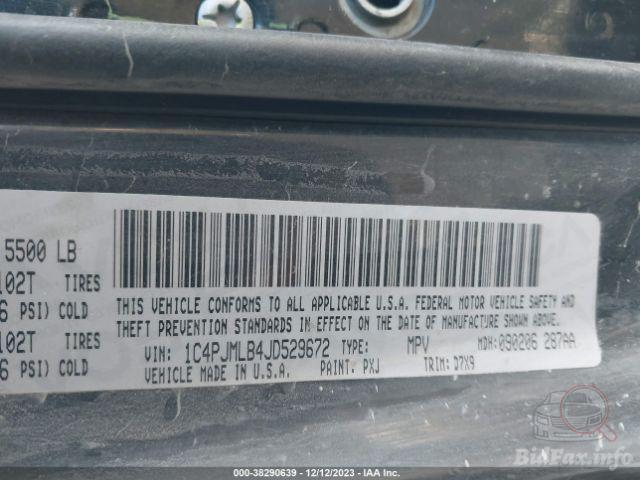 5500 LB
102T TIRES
6 PSI) COLD
102T TIRES
6 PSI) COLD
THIS VEHICLE CONFORMS TO ALL APPLICABLE U.S.A. FEDERAL MOTOR VEHICLE SAFETY AND
THEFT PREVENTION STANDARDS IN EFFECT ON THE DATE OF MANUFACTURE SHOWN ABOVE.
VIN: 1C4PJMLB4JD529672 TYPE: MPV MDH: 090206 287AA
VEHICLE MADE IN U.S.A. PAINT: PXJ TRIM: D7X9
BidFax.info
000-38290639 - 12/12/2023 - IAA Inc.